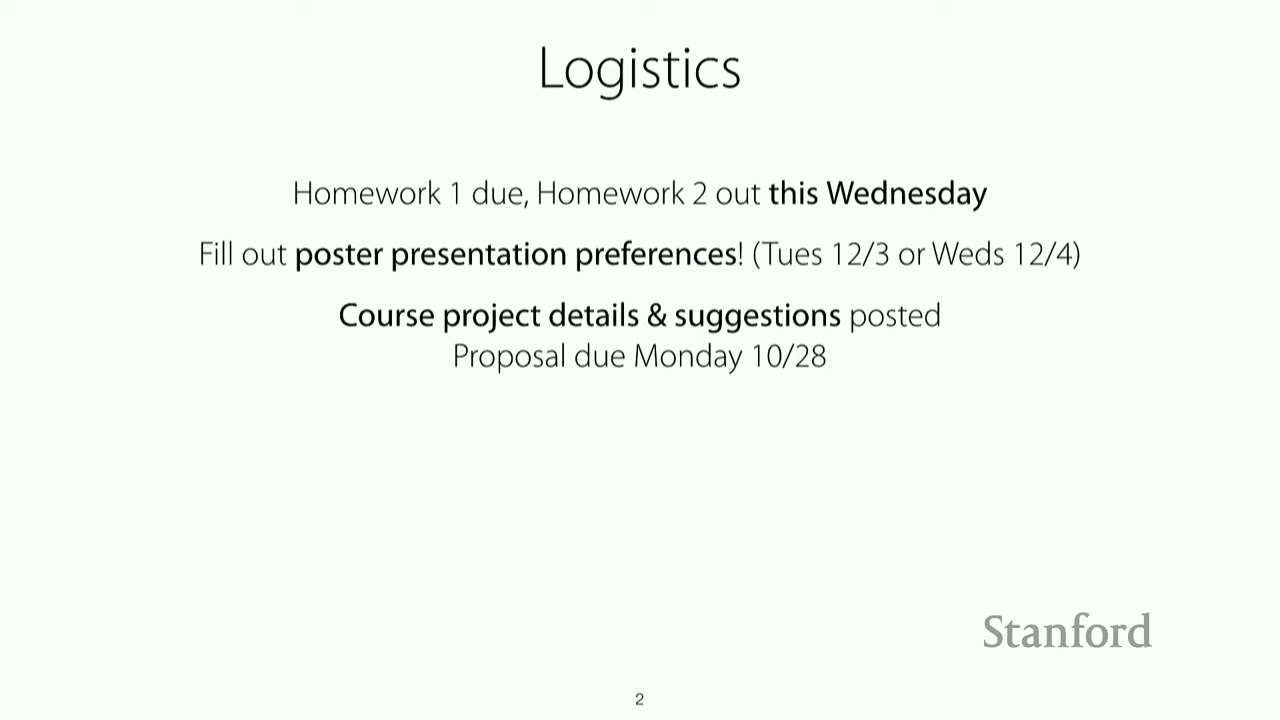 Logistics
Homework 1 due, Homework 2 out this Wednesday
Fill out poster presentation preferences! (Tues 12/3 or Weds 12/4)
Course project details & suggestions posted
Proposal due Monday 10/28
Stanford
2